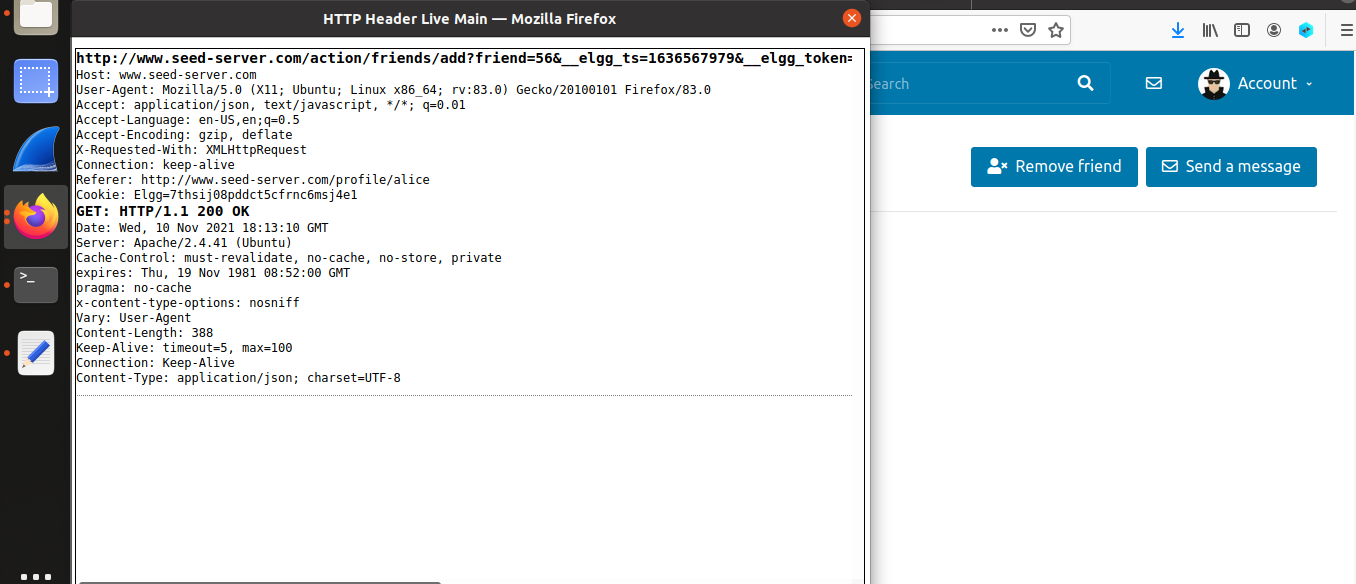 HTTP Header Live Main — Mozilla Firefox
http://www.seed-server.com/action/friends/add?friend=56&__elgg_ts=1636567979&__elgg_token=
Host: www.seed-server.com
User-Agent: Mozilla/5.0 (X11; Ubuntu; Linux x86_64; rv:83.0) Gecko/20100101 Firefox/83.0
Accept: application/json, text/javascript, */*; q=0.01
Accept-Language: en-US,en;q=0.5
Accept-Encoding: gzip, deflate
X-Requested-With: XMLHttpRequest
Connection: keep-alive
Referer: http://www.seed-server.com/profile/alice
Cookie: Elgg=7thsij08pddct5cfrnc6msj4e1
GET: HTTP/1.1 200 OK
Date: Wed, 10 Nov 2021 18:13:10 GMT
Server: Apache/2.4.41 (Ubuntu)
Cache-Control: must-revalidate, no-cache, no-store, private
expires: Thu, 19 Nov 1981 08:52:00 GMT
pragma: no-cache
x-content-type-options: nosniff
Vary: User-Agent
Content-Length: 388
Keep-Alive: timeout=5, max=100
Connection: Keep-Alive
Content-Type: application/json; charset=UTF-8
earch
Account
Remove friend
Send a message
>_